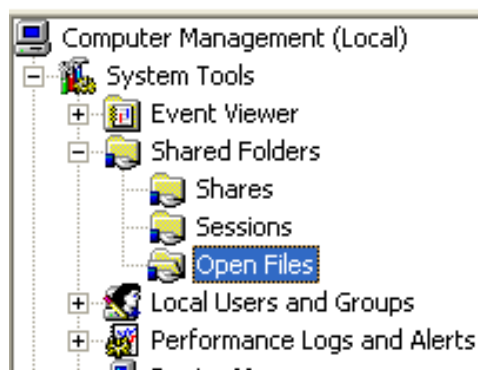 Computer Management (Local)
System Tools
Event Viewer
Shared Folders
Shares
Sessions
Open Files
Local Users and Groups
Performance Logs and Alerts